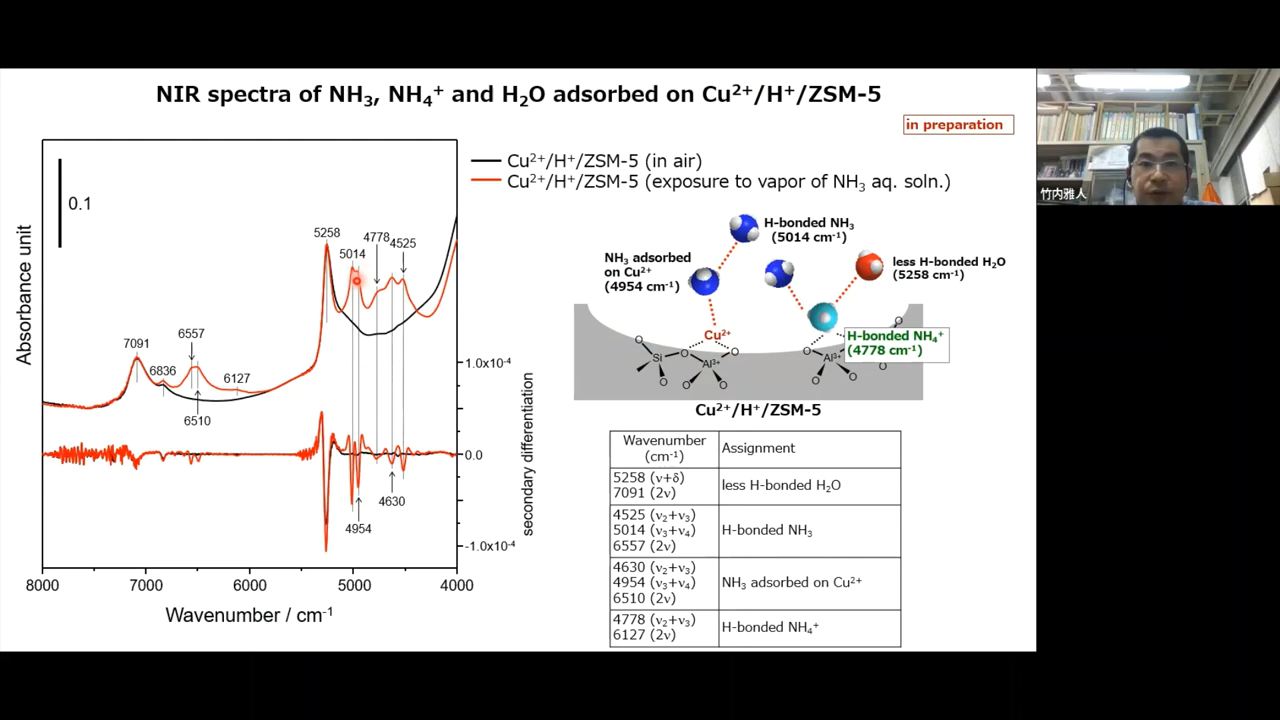 NIR spectra of NH₃, NH₄⁺ and H₂O adsorbed on Cu²⁺/H⁺/ZSM-5
in preparation
竹内雅人
Cu²⁺/H⁺/ZSM-5 (in air)
Cu²⁺/H⁺/ZSM-5 (exposure to vapor of NH₃ aq. soln.)
0.1
Absorbance unit
5258
5014
4778
4525
7091
6836
6557
6510
6127
4954
4630
1.0x10⁻⁴
0.0
-1.0x10⁻⁴
secondary differentiation
8000
7000
6000
5000
4000
Wavenumber / cm⁻¹
H-bonded NH₃
(5014 cm⁻¹)
NH₃ adsorbed
on Cu²⁺
(4954 cm⁻¹)
less H-bonded H₂O
(5258 cm⁻¹)
H-bonded NH₄⁺
(4778 cm⁻¹)
Cu²⁺
O
Si
O
O
Al³⁺
O
O
O
O
Al³⁺
O
O
O
O
Cu²⁺/H⁺/ZSM-5
Wavenumber
(cm⁻¹)
Assignment
5258 (ν+δ)
7091 (2ν)
less H-bonded H₂O
4525 (ν₂+ν₃)
5014 (ν₃+ν₄)
6557 (2ν)
H-bonded NH₃
4630 (ν₂+ν₃)
4954 (ν₃+ν₄)
6510 (2ν)
NH₃ adsorbed on Cu²⁺
4778 (ν₂+ν₃)
6127 (2ν)
H-bonded NH₄⁺